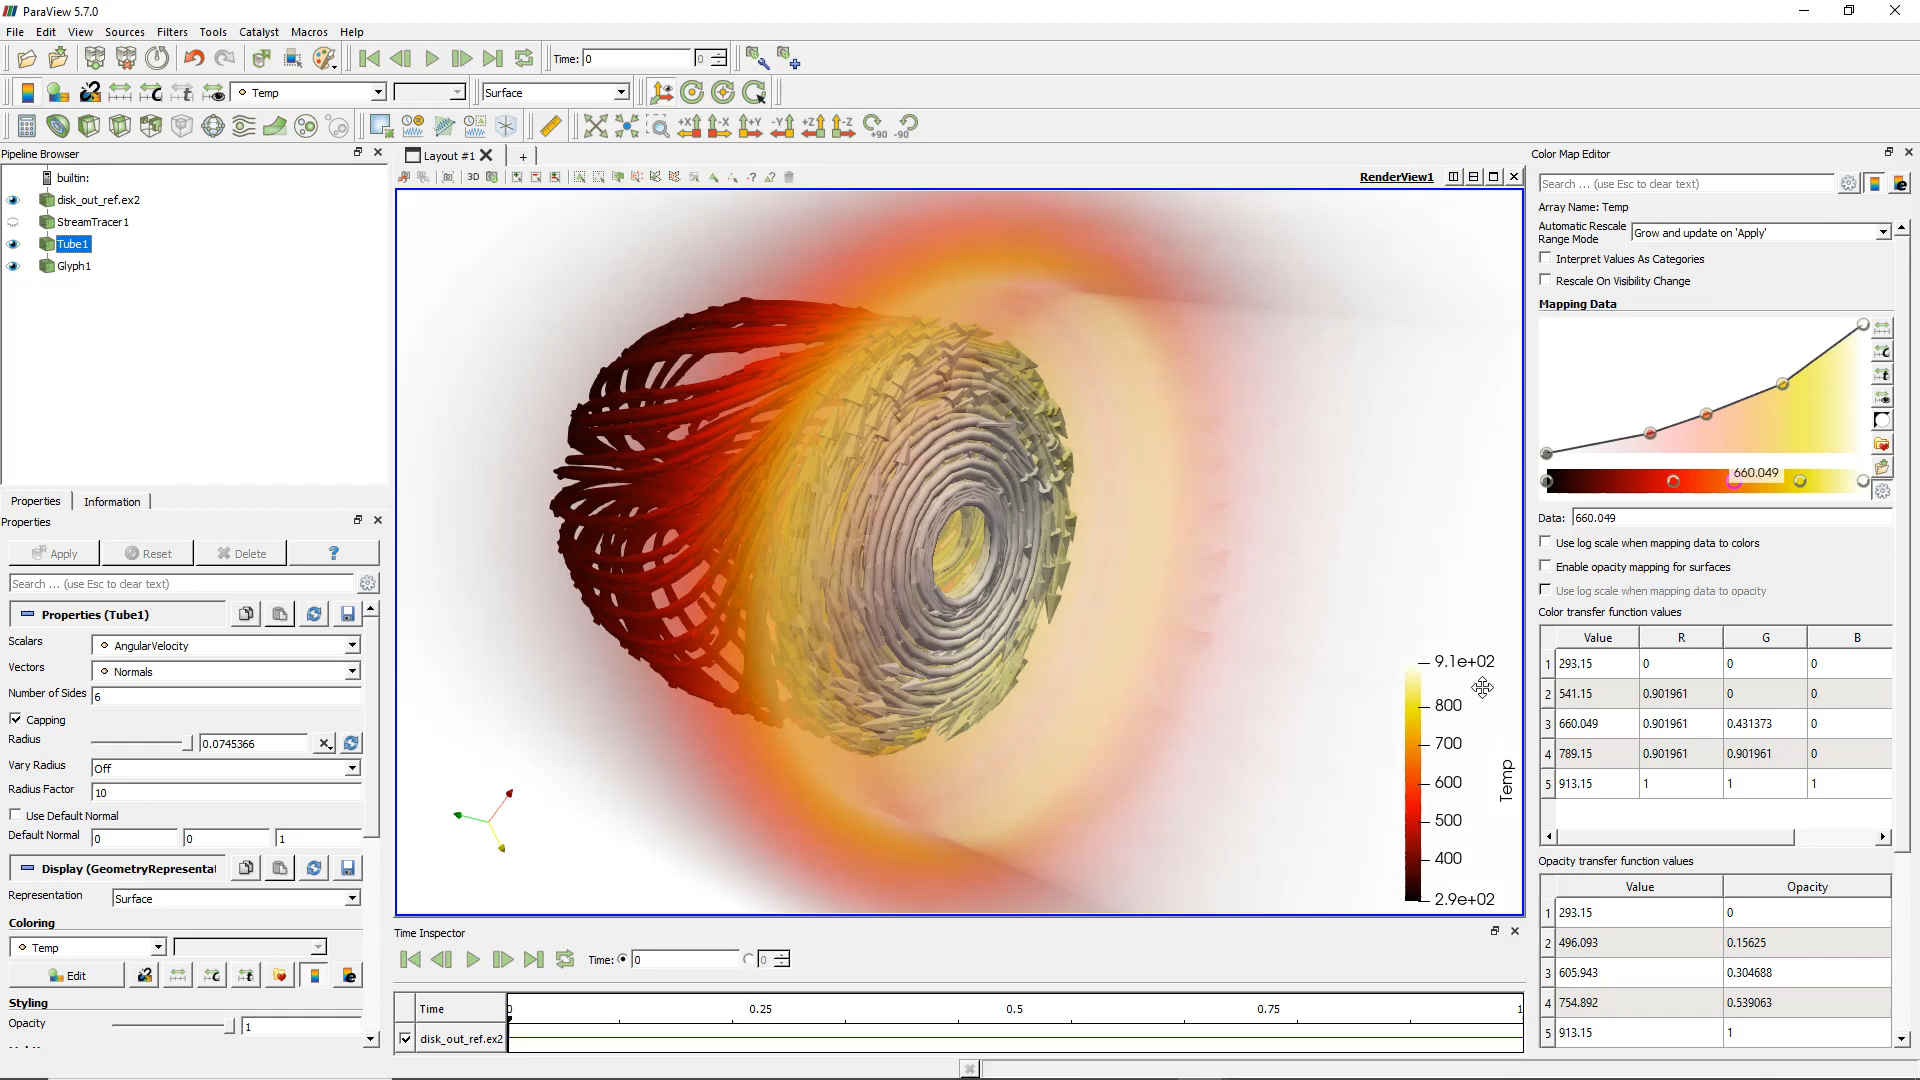 ParaView 5.7.0
File Edit View Sources Filters Tools Catalyst Macros Help
Time: 0 0
Temp Surface
+X -X +Y -Y +Z -Z +90 -90
Pipeline Browser
builtin:
disk_out_ref.ex2
StreamTracer1
Tube1
Glyph1
Properties Information
Properties
Apply Reset Delete ?
Search ... (use Esc to clear text)
Properties (Tube1)
Scalars AngularVelocity
Vectors Normals
Number of Sides 6
Capping
Radius 0.0745366
Vary Radius Off
Radius Factor 10
Use Default Normal
Default Normal 0 0 1
Display (GeometryRepresentat
Representation Surface
Coloring
Temp
Edit
Styling
Opacity 1
Layout #1 +
3D
RenderView1
9.1e+02
800
700
600
500
400
2.9e+02
Temp
Time Inspector
Time: 0 0
Time 0 0.25 0.5 0.75 1
disk_out_ref.ex2
Color Map Editor
Search ... (use Esc to clear text)
Array Name: Temp
Automatic Rescale Range Mode Grow and update on 'Apply'
Interpret Values As Categories
Rescale On Visibility Change
Mapping Data
660.049
Data: 660.049
Use log scale when mapping data to colors
Enable opacity mapping for surfaces
Use log scale when mapping data to opacity
Color transfer function values
Value R G B
1 293.15 0 0 0
2 541.15 0.901961 0 0
3 660.049 0.901961 0.431373 0
4 789.15 0.901961 0.901961 0
5 913.15 1 1 1
Opacity transfer function values
Value Opacity
1 293.15 0
2 496.093 0.15625
3 605.943 0.304688
4 754.892 0.539063
5 913.15 1